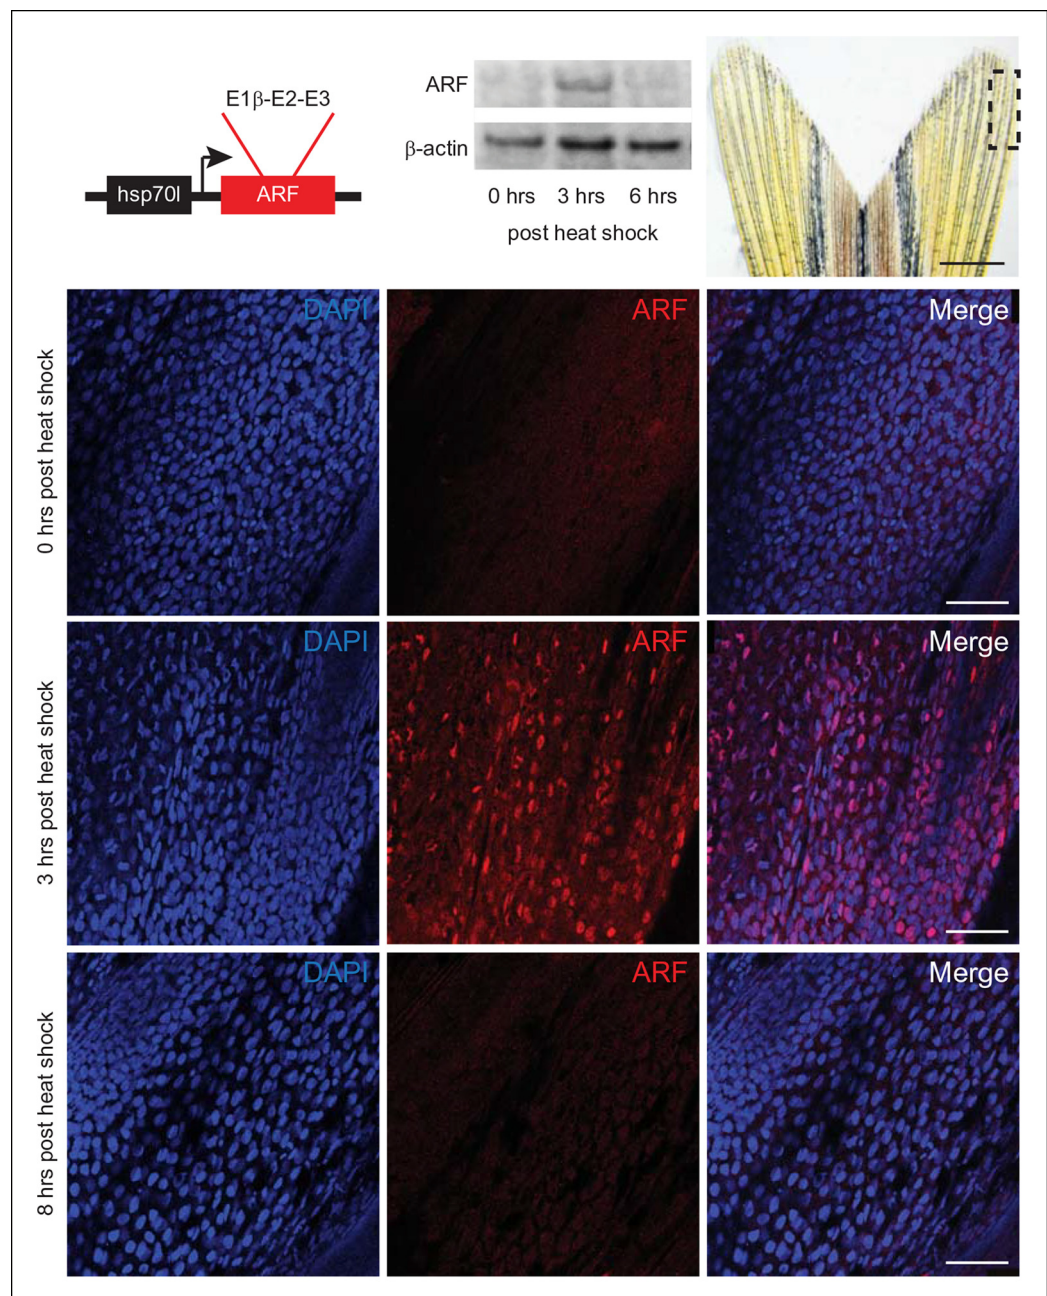 E1β-E2-E3
hsp70l
ARF
ARF
β-actin
0 hrs 3 hrs 6 hrs
post heat shock
0 hrs post heat shock
DAPI
ARF
Merge
3 hrs post heat shock
DAPI
ARF
Merge
8 hrs post heat shock
DAPI
ARF
Merge